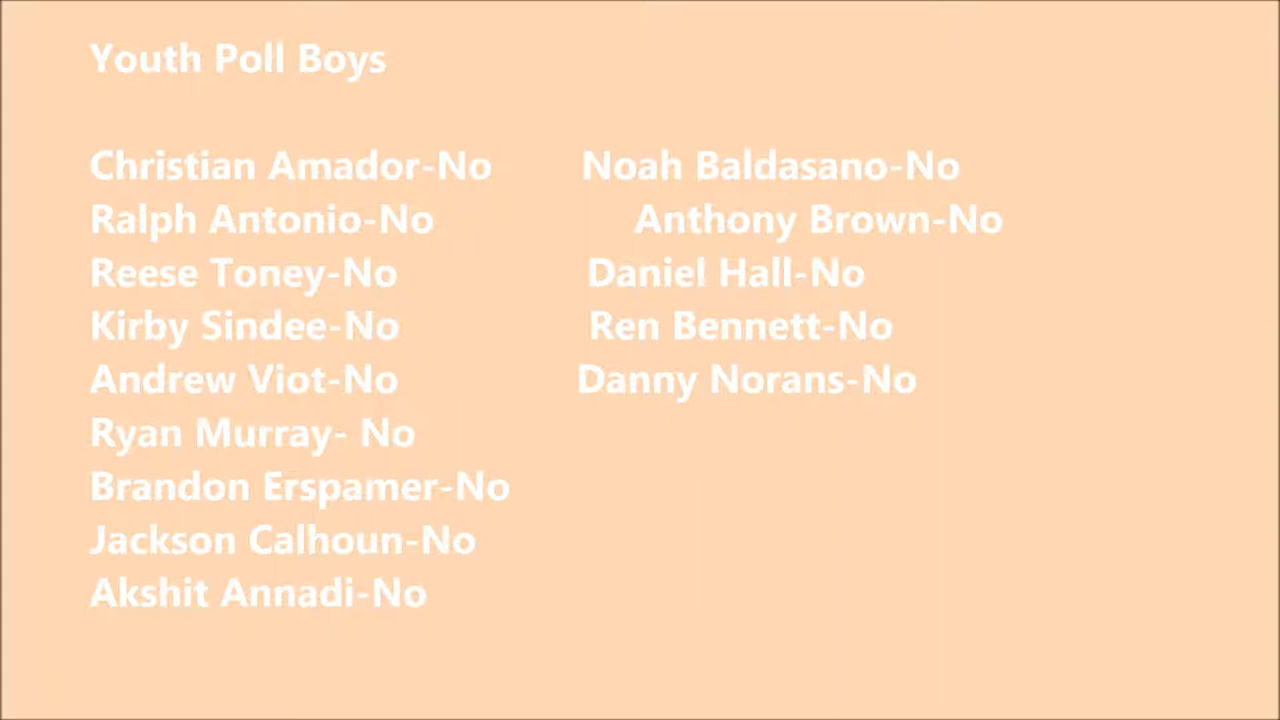 Youth Poll Boys
Christian Amador-No Noah Baldasano-No
Ralph Antonio-No Anthony Brown-No
Reese Toney-No Daniel Hall-No
Kirby Sindee-No Ren Bennett-No
Andrew Viot-No Danny Norans-No
Ryan Murray- No
Brandon Erspamer-No
Jackson Calhoun-No
Akshit Annadi-No